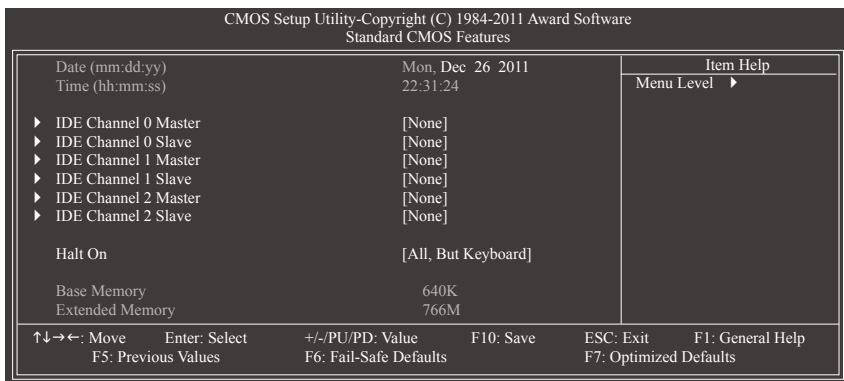 CMOS Setup Utility-Copyright (C) 1984-2011 Award Software
Standard CMOS Features
Date (mm:dd:yy) Mon, Dec 26 2011
Time (hh:mm:ss) 22:31:24
IDE Channel 0 Master [None]
IDE Channel 0 Slave [None]
IDE Channel 1 Master [None]
IDE Channel 1 Slave [None]
IDE Channel 2 Master [None]
IDE Channel 2 Slave [None]
Halt On [All, But Keyboard]
Base Memory 640K
Extended Memory 766M
Item Help
Menu Level ▶
↑↓→←: Move Enter: Select +/-/PU/PD: Value F10: Save ESC: Exit F1: General Help
F5: Previous Values F6: Fail-Safe Defaults F7: Optimized Defaults